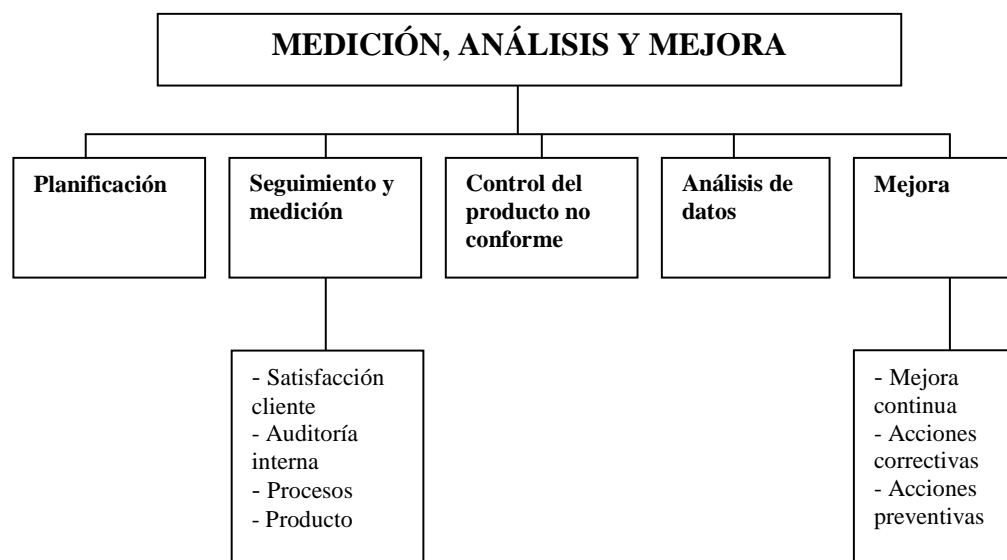 MEDICIÓN, ANÁLISIS Y MEJORA
Planificación
Seguimiento y
medición
Control del
producto no
conforme
Análisis de
datos
Mejora
- Satisfacción
cliente
- Auditoría
interna
- Procesos
- Producto
- Mejora
continua
- Acciones
correctivas
- Acciones
preventivas